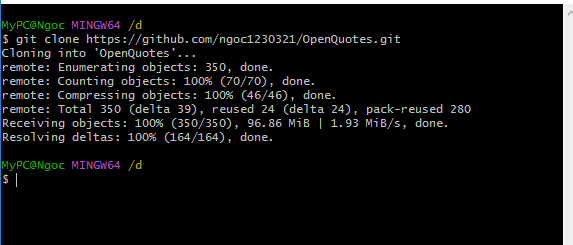 MyPC@Ngoc MINGW64 /d
$ git clone https://github.com/ngoc1230321/OpenQuotes.git
Cloning into 'OpenQuotes'...
remote: Enumerating objects: 350, done.
remote: Counting objects: 100% (70/70), done.
remote: Compressing objects: 100% (46/46), done.
remote: Total 350 (delta 39), reused 24 (delta 24), pack-reused 280
Receiving objects: 100% (350/350), 96.86 MiB | 1.93 MiB/s, done.
Resolving deltas: 100% (164/164), done.
MyPC@Ngoc MINGW64 /d
$